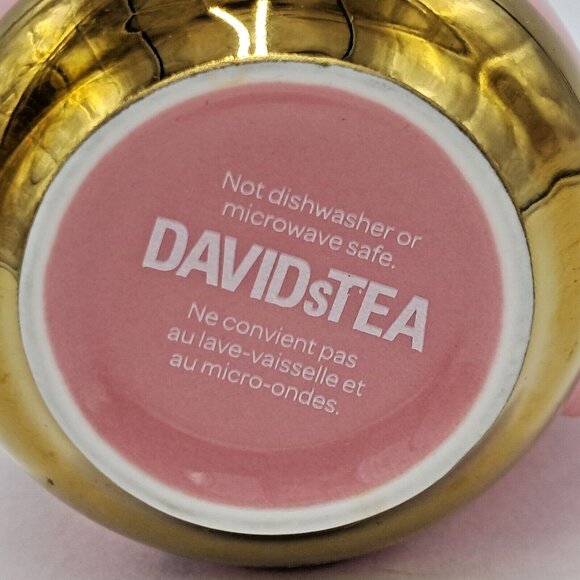 Not dishwasher or
microwave safe.
DAVIDsTEA
Ne convient pas
au lave-vaisselle et
au micro-ondes.